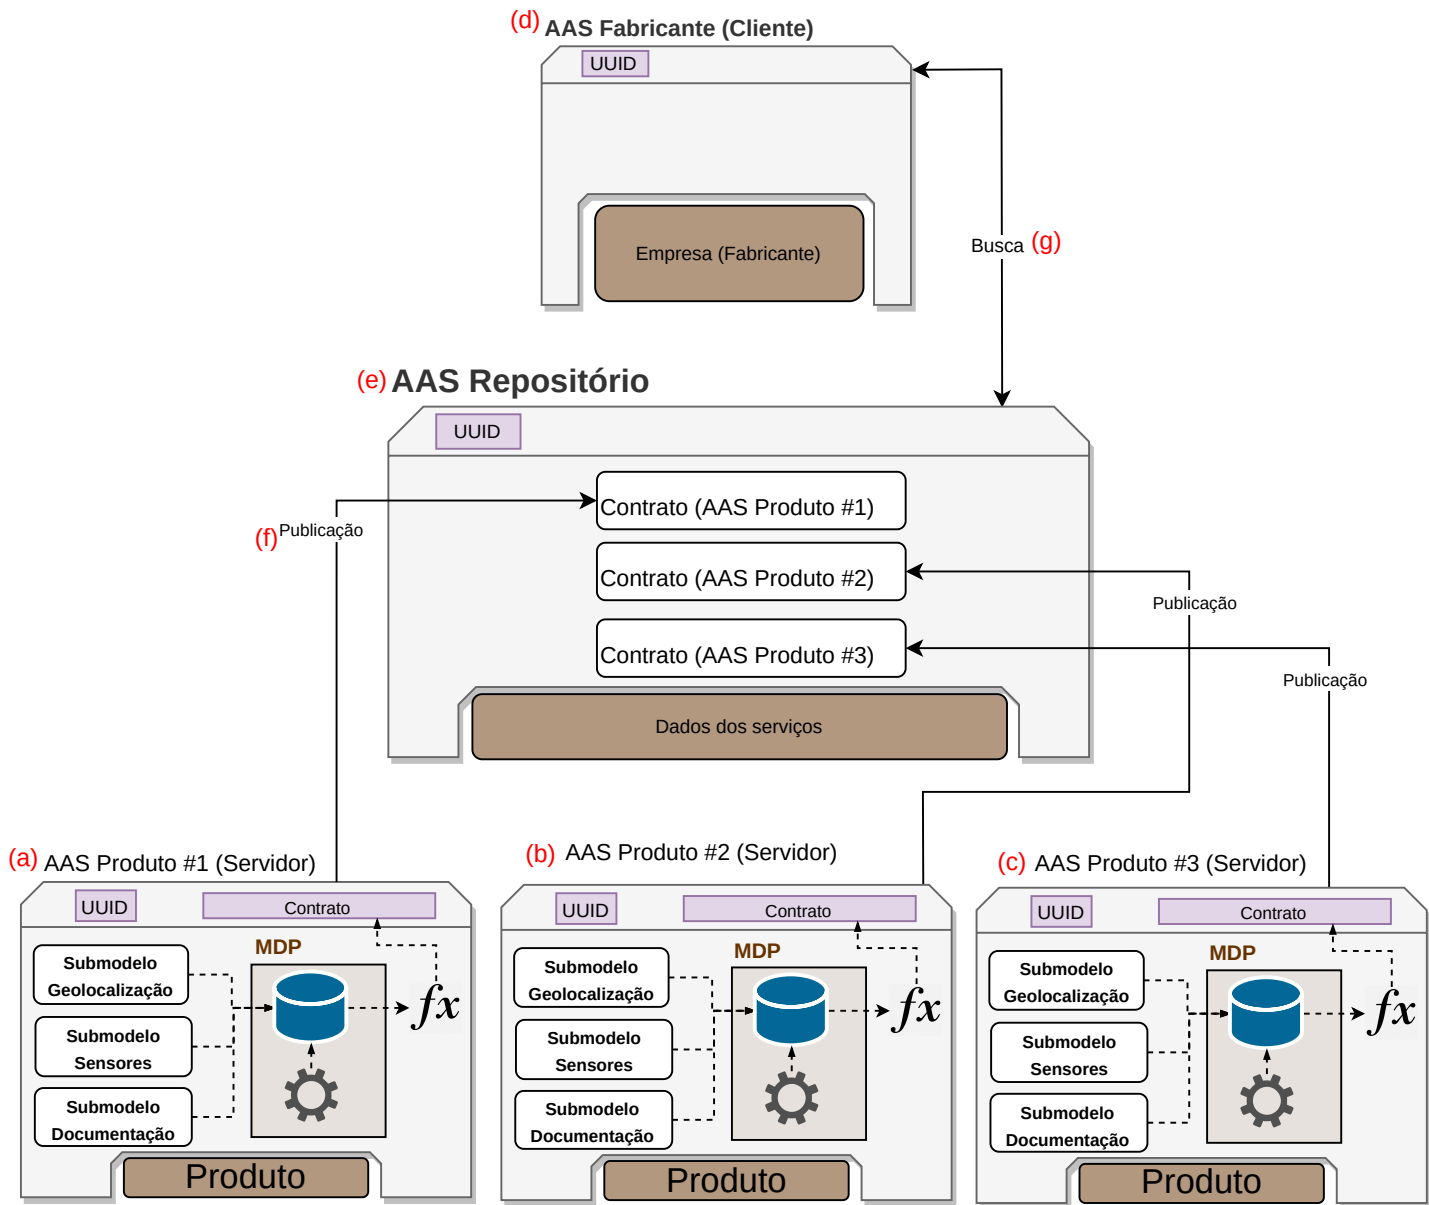 (d) AAS Fabricante (Cliente)
UUID
Empresa (Fabricante)
Busca (g)
(e) AAS Repositório
UUID
Contrato (AAS Produto #1)
(f) Publicação
Contrato (AAS Produto #2)
Publicação
Contrato (AAS Produto #3)
Publicação
Dados dos serviços
(a) AAS Produto #1 (Servidor)
UUID
Contrato
MDP
Submodelo
Geolocalização
fx
Submodelo
Sensores
Submodelo
Documentação
Produto
(b) AAS Produto #2 (Servidor)
UUID
Contrato
MDP
Submodelo
Geolocalização
fx
Submodelo
Sensores
Submodelo
Documentação
Produto
(c) AAS Produto #3 (Servidor)
UUID
Contrato
MDP
Submodelo
Geolocalização
fx
Submodelo
Sensores
Submodelo
Documentação
Produto